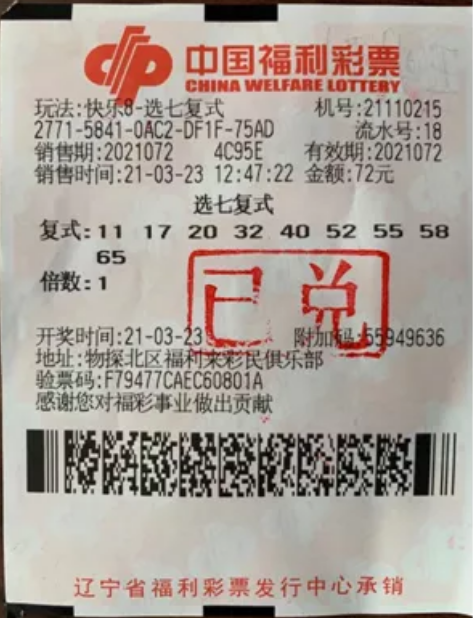 中国福利彩票
CHINA WELFARE LOTTERY
玩法:快乐8-选七复式 机号:21110215
2771-5841-0AC2-DF1F-75AD 流水号:18
销售期:2021072 4C95E 有效期:2021072
销售时间:21-03-23 12:47:22 金额:72元
选七复式
复式:11 17 20 32 40 52 55 58
65
倍数:1
已兑
开奖时间:21-03-23 附加码:55949636
地址:物探北区福利来彩民俱乐部
验票码:F79477CAEC60801A
感谢您对福彩事业做出贡献
辽宁省福利彩票发行中心承销